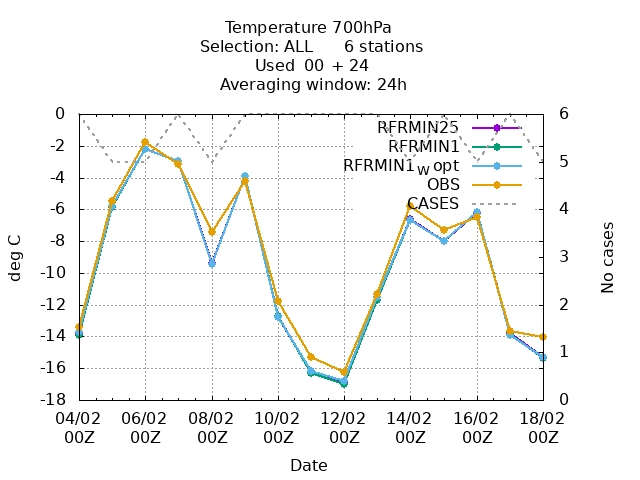 Temperature 700hPa
Selection: ALL 6 stations
Used 00 + 24
Averaging window: 24h
RFRMIN25
RFRMIN1
RFRMIN1w opt
OBS
CASES
deg C
0
-2
-4
-6
-8
-10
-12
-14
-16
-18
6
5
4
3
2
1
0
No cases
04/02 06/02 08/02 10/02 12/02 14/02 16/02 18/02
00Z 00Z 00Z 00Z 00Z 00Z 00Z 00Z
Date